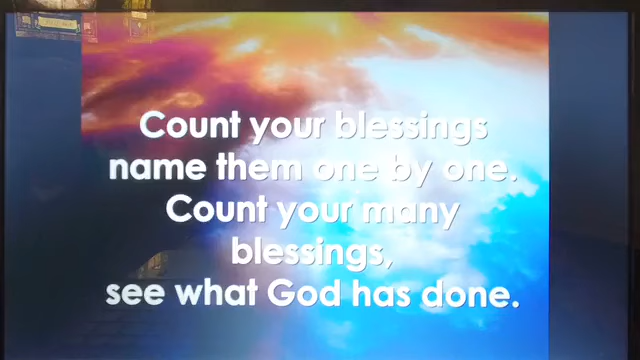 Count your blessings
name them one by one.
Count your many
blessings,
see what God has done.